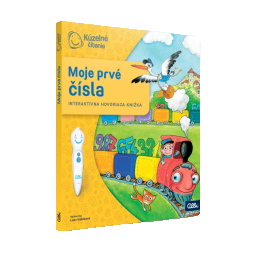 Kúzelné
čítanie
Moje prvé
čísla
INTERAKTÍVNA HOVORIACA KNIŽKA
Moje prvé čísla
Albi